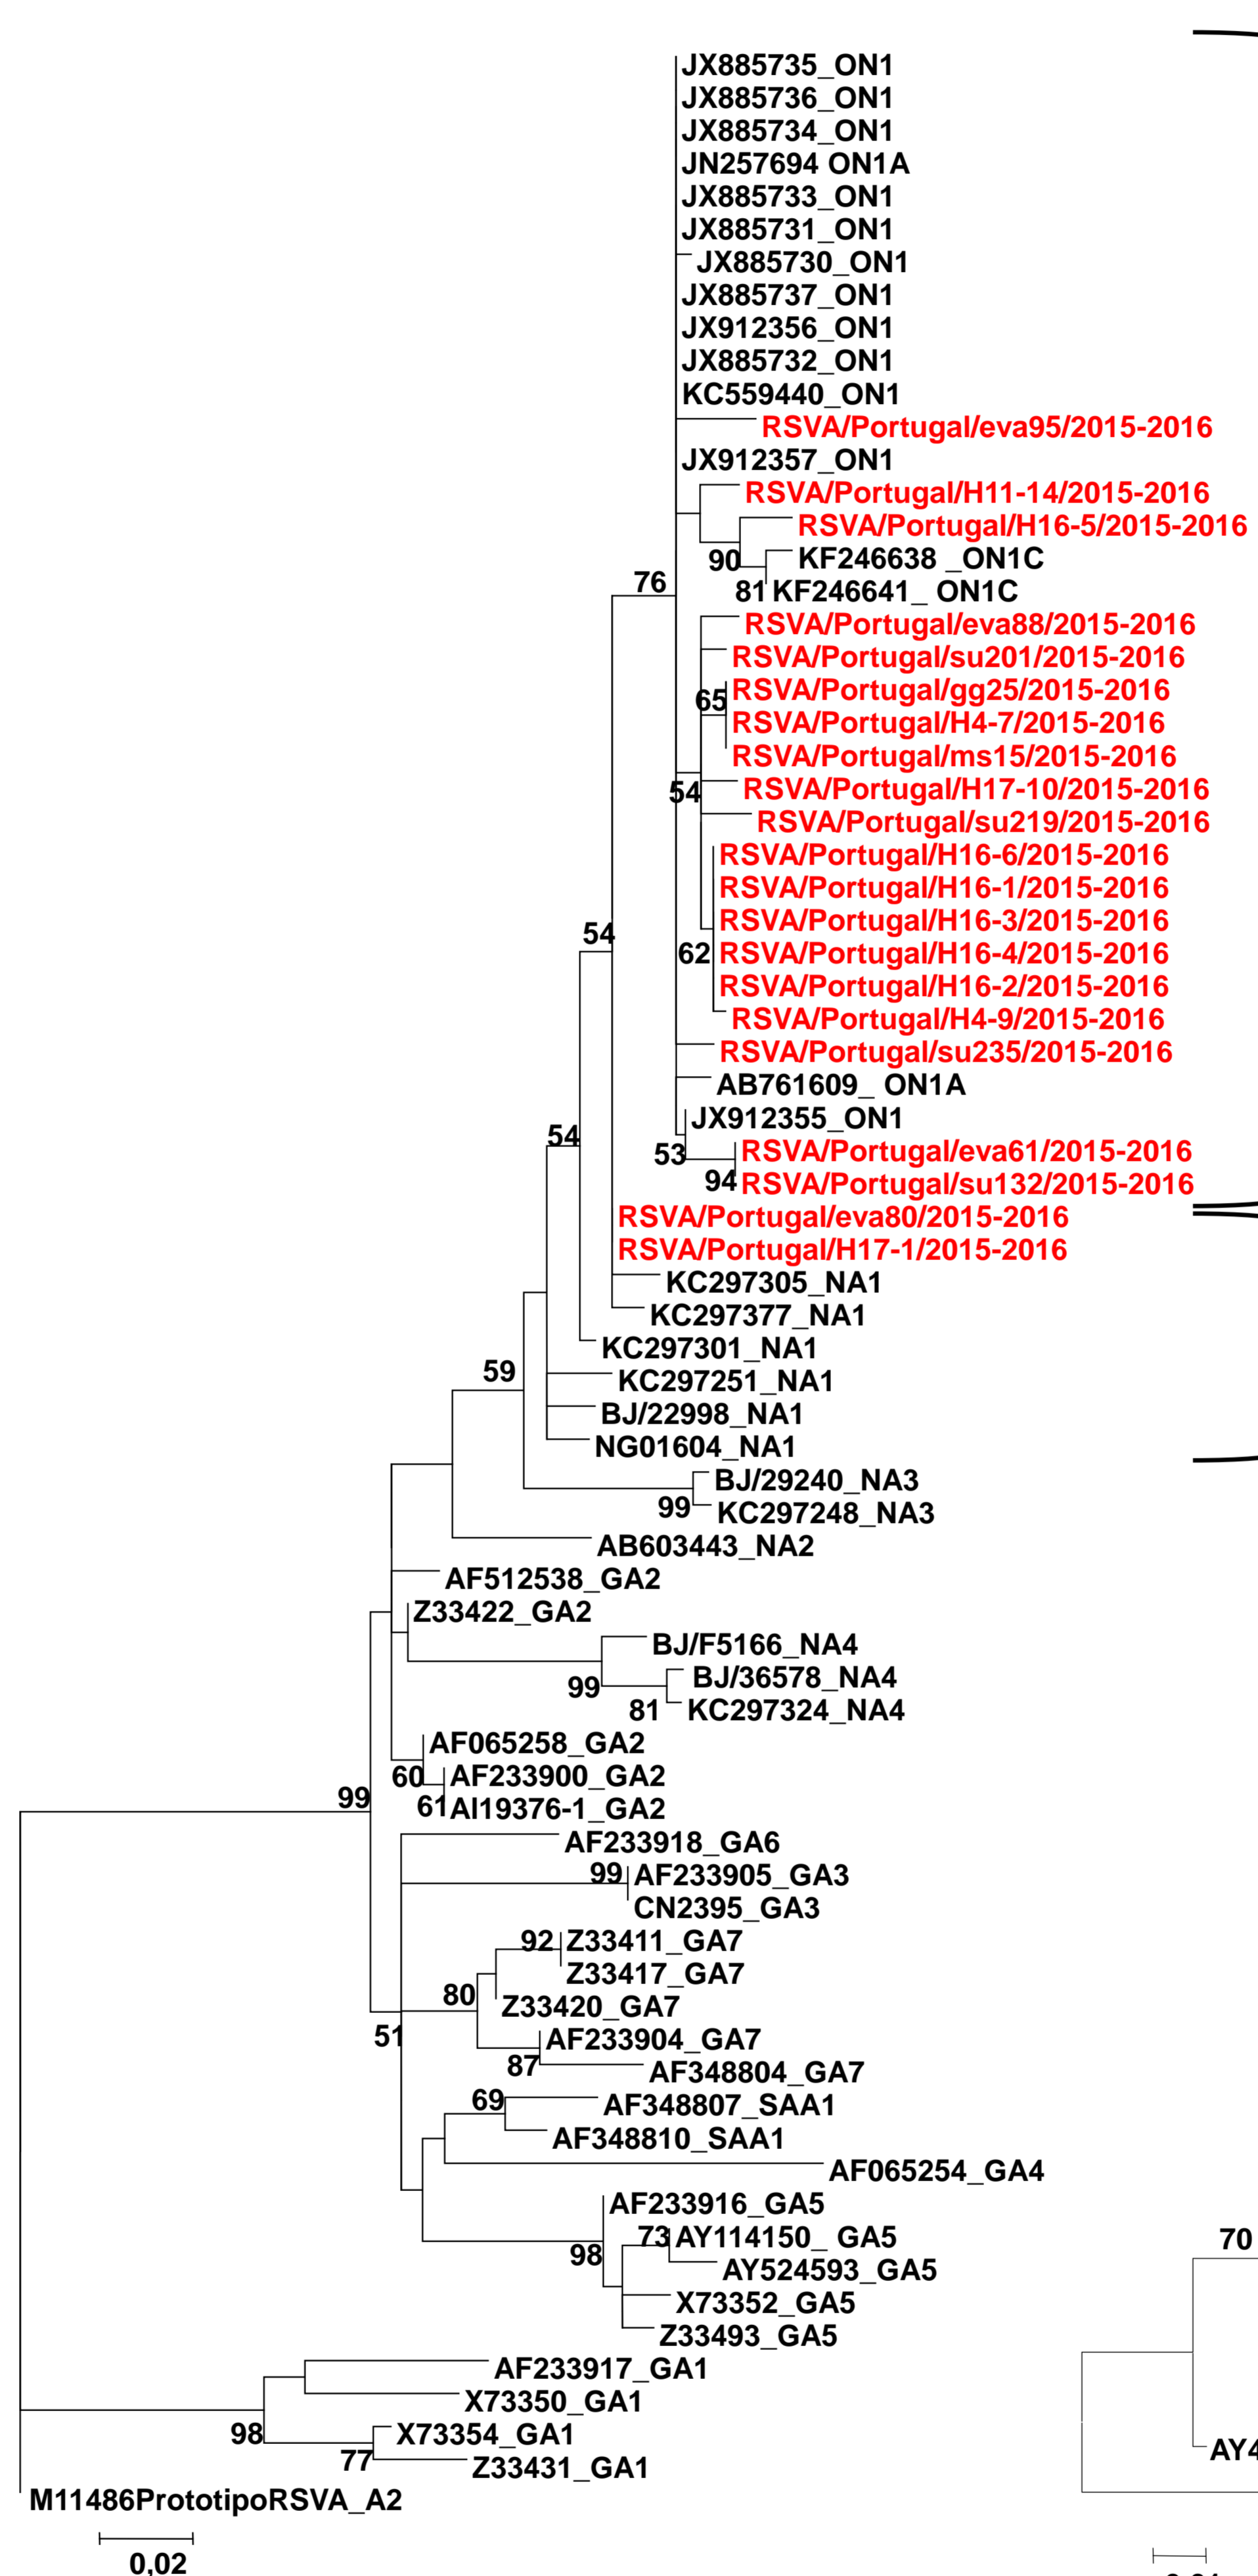 JX885735_ON1
JX885736_ON1
JX885734_ON1
JN257694 ON1A
JX885733_ON1
JX885731_ON1
JX885730_ON1
JX885737_ON1
JX912356_ON1
JX885732_ON1
KC559440_ON1
RSVA/Portugal/eva95/2015-2016
JX912357_ON1
RSVA/Portugal/H11-14/2015-2016
RSVA/Portugal/H16-5/2015-2016
90 KF246638 _ON1C
76
81 KF246641_ ON1C
RSVA/Portugal/eva88/2015-2016
RSVA/Portugal/su201/2015-2016
65 RSVA/Portugal/gg25/2015-2016
RSVA/Portugal/H4-7/2015-2016
RSVA/Portugal/ms15/2015-2016
54 RSVA/Portugal/H17-10/2015-2016
RSVA/Portugal/su219/2015-2016
RSVA/Portugal/H16-6/2015-2016
RSVA/Portugal/H16-1/2015-2016
RSVA/Portugal/H16-3/2015-2016
54
62 RSVA/Portugal/H16-4/2015-2016
RSVA/Portugal/H16-2/2015-2016
RSVA/Portugal/H4-9/2015-2016
RSVA/Portugal/su235/2015-2016
AB761609_ ON1A
JX912355_ON1
54
53 RSVA/Portugal/eva61/2015-2016
94 RSVA/Portugal/su132/2015-2016
RSVA/Portugal/eva80/2015-2016
RSVA/Portugal/H17-1/2015-2016
KC297305_NA1
KC297377_NA1
KC297301_NA1
59
KC297251_NA1
BJ/22998_NA1
NG01604_NA1
BJ/29240_NA3
99 KC297248_NA3
AB603443_NA2
AF512538_GA2
Z33422_GA2
BJ/F5166_NA4
99 BJ/36578_NA4
81 KC297324_NA4
AF065258_GA2
60 AF233900_GA2
99
61 AI19376-1_GA2
AF233918_GA6
99 AF233905_GA3
CN2395_GA3
92 Z33411_GA7
Z33417_GA7
80
Z33420_GA7
51
AF233904_GA7
87 AF348804_GA7
69 AF348807_SAA1
AF348810_SAA1
AF065254_GA4
AF233916_GA5
73 AY114150_ GA5
70
98
AY524593_GA5
X73352_GA5
Z33493_GA5
AF233917_GA1
X73350_GA1
98 X73354_GA1
77 Z33431_GA1
AY4
M11486PrototipoRSVA_A2
0,02